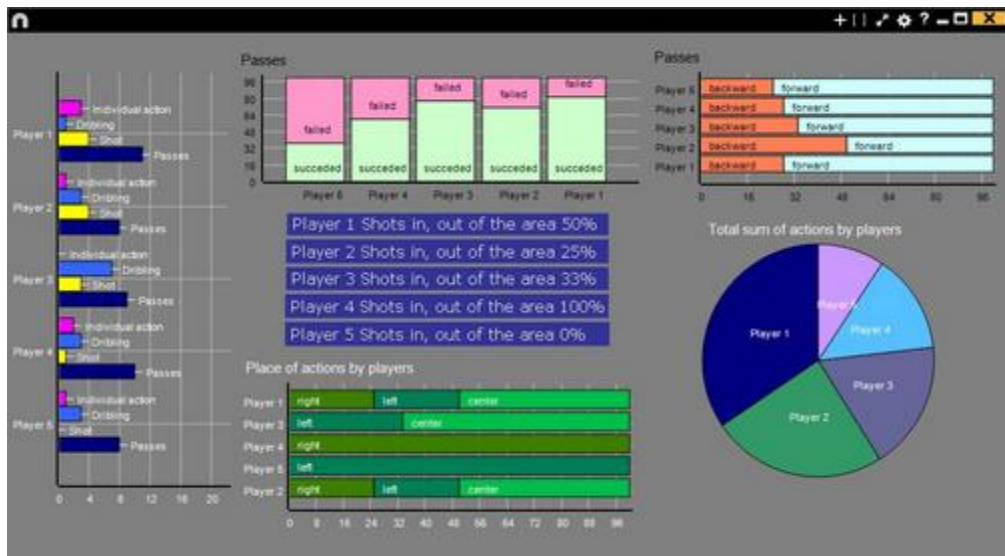 Individual action
Dribling
Player 1
Shot
Passes
Individual action
Dribling
Player 2
Shot
Passes
Individual action
Dribling
Player 3
Shot
Passes
Individual action
Dribling
Player 4
Shot
Passes
Individual action
Dribling
Player 5
Shot
Passes
0 4 8 12 16 20
Passes
96
80
64
48
32
16
0
failed failed failed failed failed
succeded succeded succeded succeded succeded
Player 5 Player 4 Player 3 Player 2 Player 1
Player 1 Shots in, out of the area 50%
Player 2 Shots in, out of the area 25%
Player 3 Shots in, out of the area 33%
Player 4 Shots in, out of the area 100%
Player 5 Shots in, out of the area 0%
Place of actions by players
Player 1 right left center
Player 3 left center
Player 4 right
Player 5 left
Player 2 right left center
0 8 16 24 32 40 48 56 64 72 80 88 96
Passes
Player 5 backward forward
Player 4 backward forward
Player 3 backward forward
Player 2 backward forward
Player 1 backward forward
0 16 32 48 64 80 96
Total sum of actions by players
Player 5
Player 4
Player 1
Player 3
Player 2